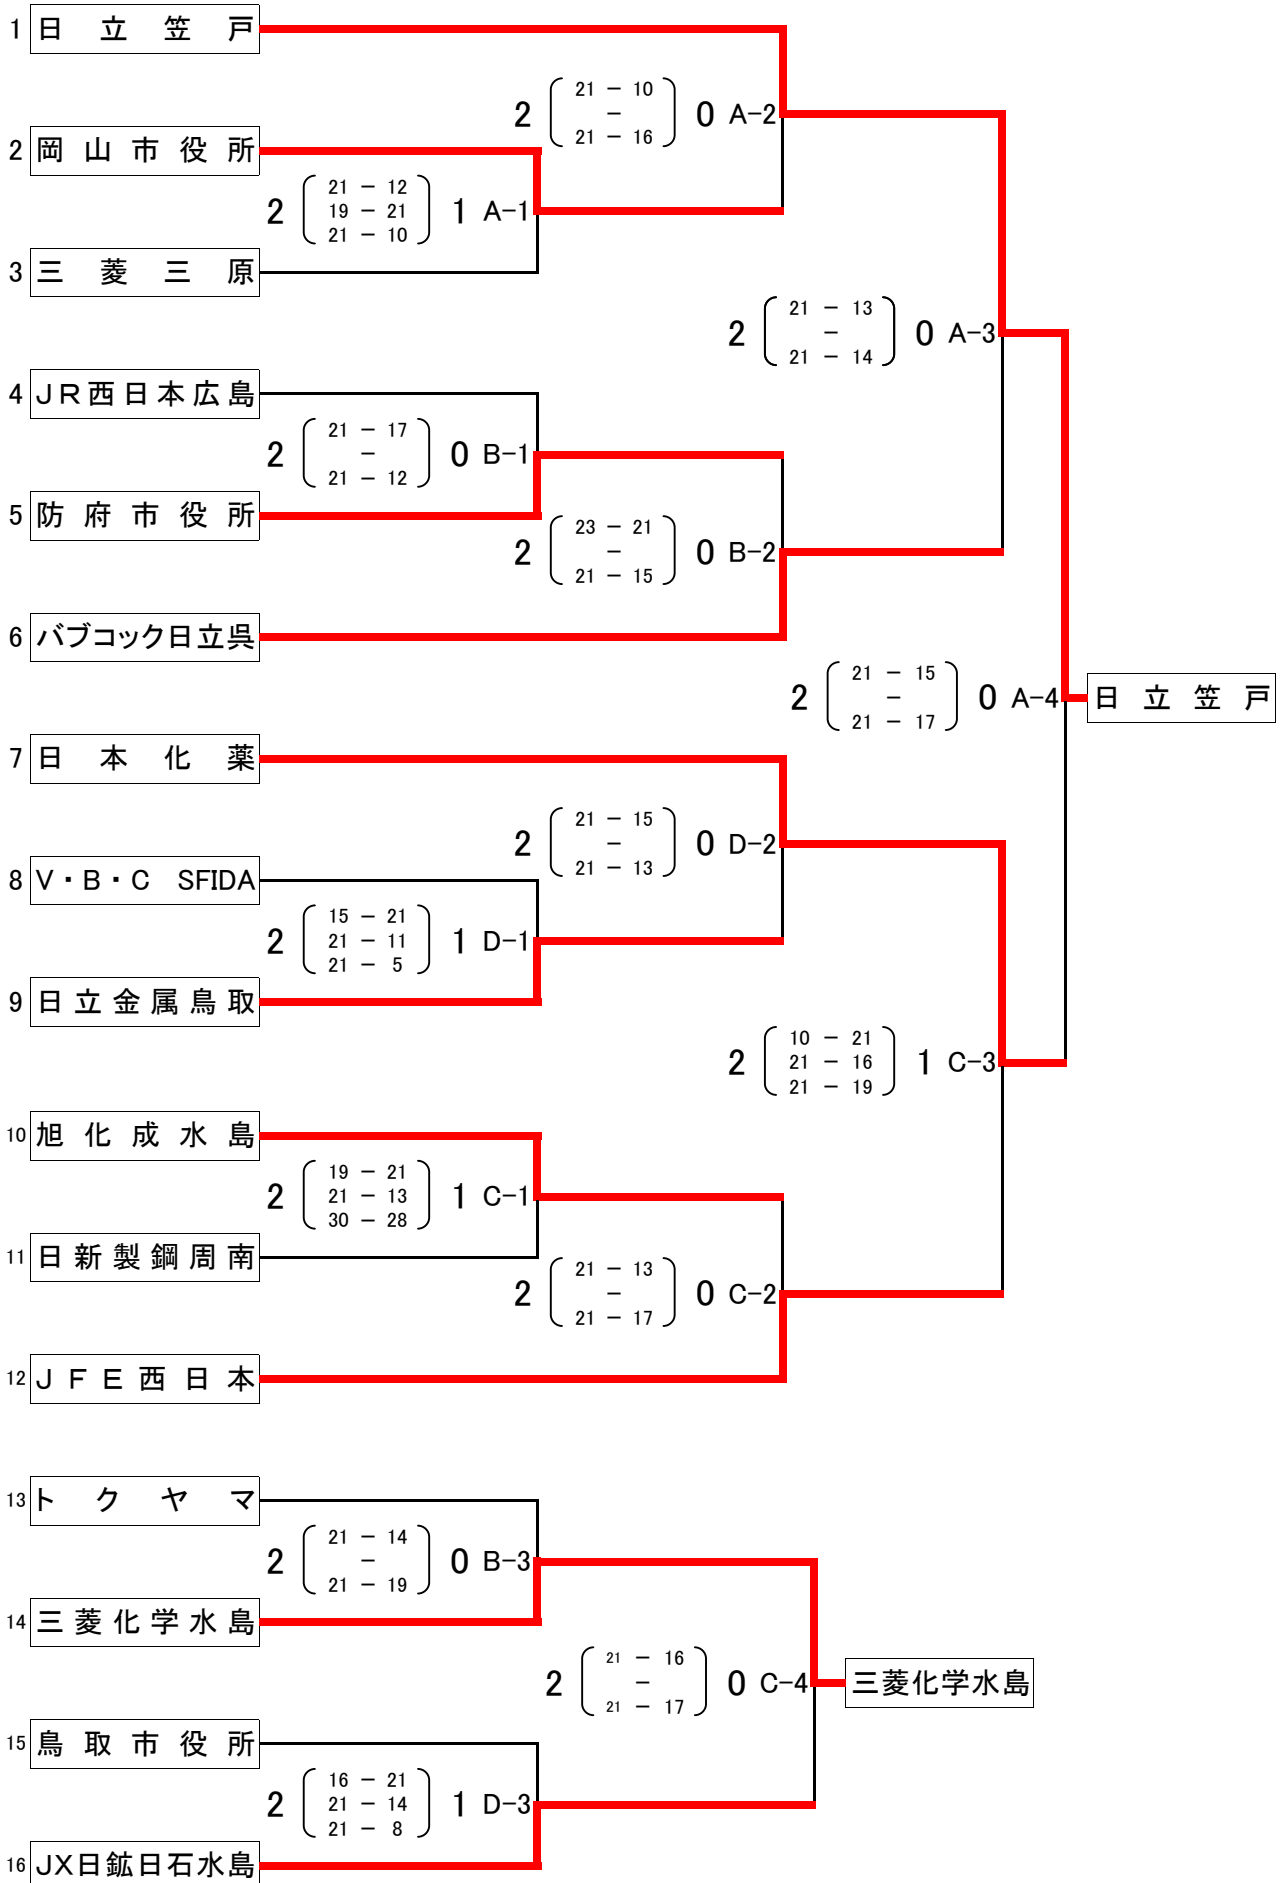 1 日立笠戸
21 － 10
2 － 0 A-2
21 － 16
2 岡山市役所
21 － 12
2 19 － 21 1 A-1
21 － 10
3 三菱三原
21 － 13
2 － 0 A-3
21 － 14
4 JR西日本広島
21 － 17
2 － 0 B-1
21 － 12
5 防府市役所
23 － 21
2 － 0 B-2
21 － 15
6 バブコック日立呉
21 － 15
2 － 0 A-4 日立笠戸
21 － 17
7 日本化薬
21 － 15
2 － 0 D-2
21 － 13
8 V・B・C SFIDA
15 － 21
2 21 － 11 1 D-1
21 － 5
9 日立金属鳥取
10 － 21
2 21 － 16 1 C-3
21 － 19
10 旭化成水島
19 － 21
2 21 － 13 1 C-1
30 － 28
11 日新製鋼周南
21 － 13
2 － 0 C-2
21 － 17
12 JFE西日本
13 トクヤマ
21 － 14
2 － 0 B-3
21 － 19
14 三菱化学水島
21 － 16
2 － 0 C-4 三菱化学水島
21 － 17
15 鳥取市役所
16 － 21
2 21 － 14 1 D-3
21 － 8
16 JX日鉱日石水島